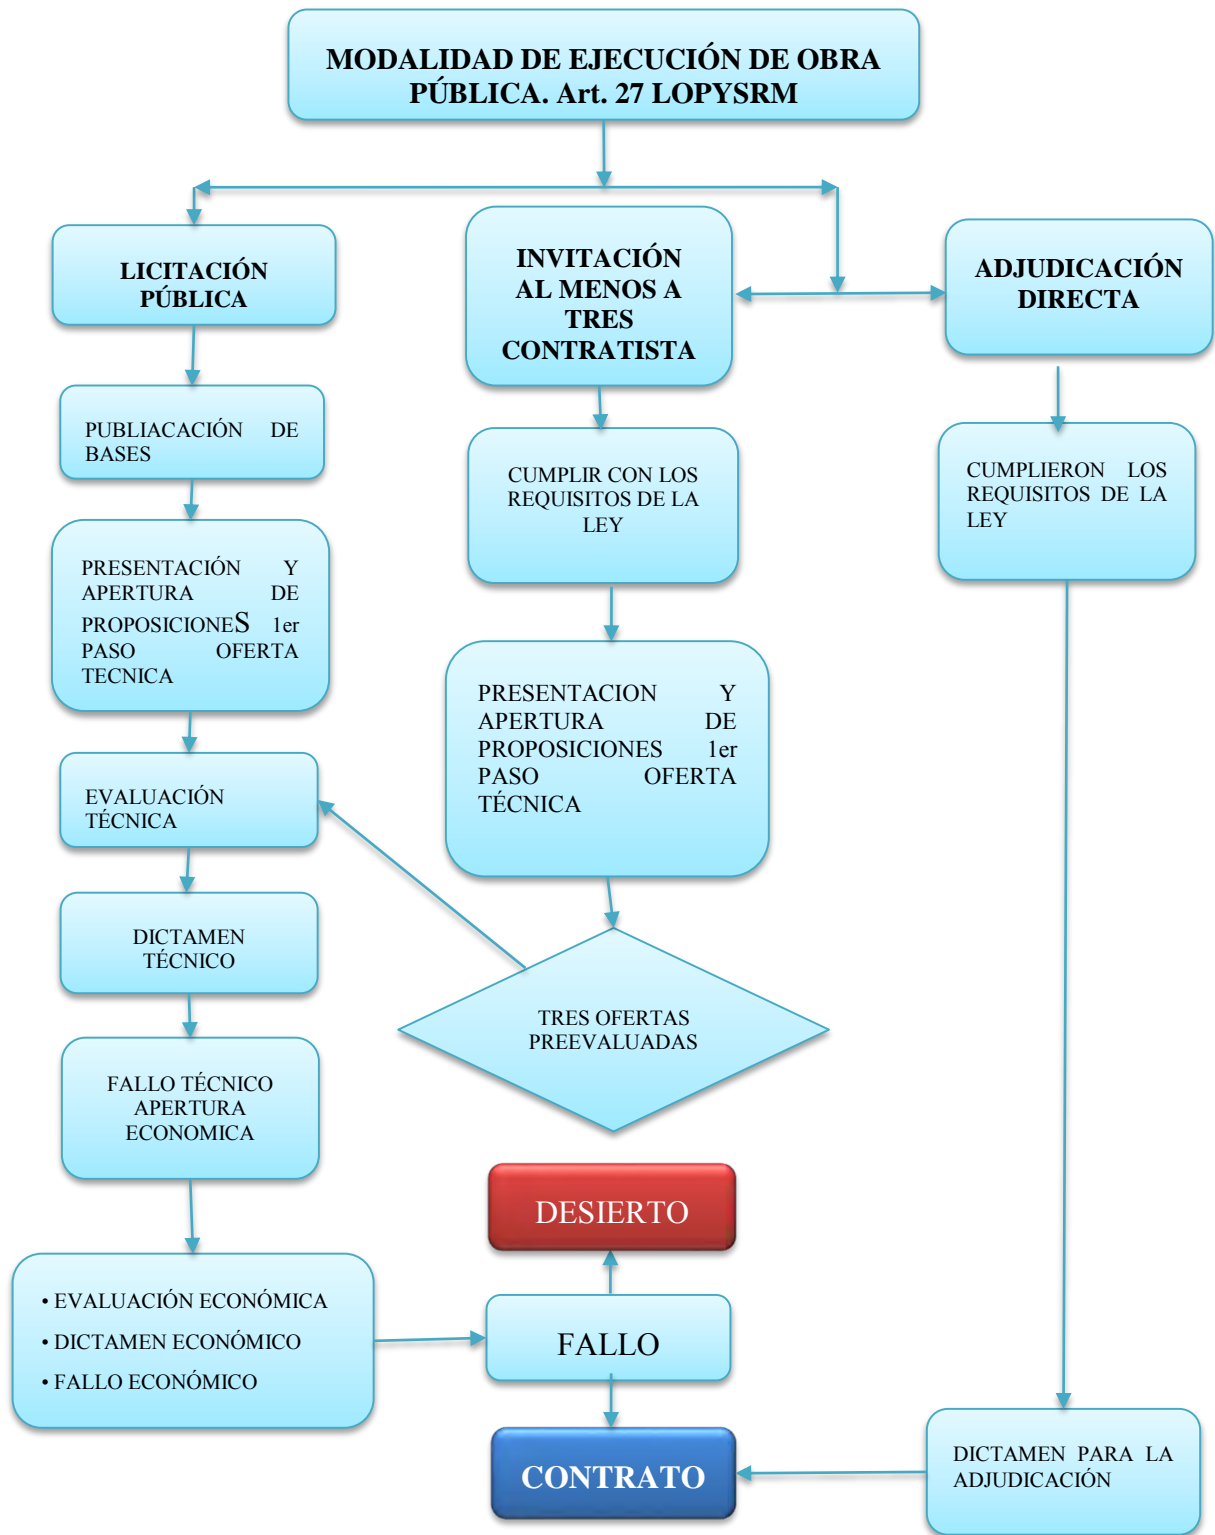 MODALIDAD DE EJECUCIÓN DE OBRA
PÚBLICA. Art. 27 LOPYSRM
LICITACIÓN
PÚBLICA
INVITACIÓN
AL MENOS A
TRES
CONTRATISTA
ADJUDICACIÓN
DIRECTA
PUBLIACACIÓN DE
BASES
CUMPLIR CON LOS
REQUISITOS DE LA
LEY
CUMPLIERON LOS
REQUISITOS DE LA
LEY
PRESENTACIÓN Y
APERTURA DE
PROPOSICIONES 1er
PASO OFERTA
TECNICA
PRESENTACION Y
APERTURA DE
PROPOSICIONES 1er
PASO OFERTA
TÉCNICA
EVALUACIÓN
TÉCNICA
DICTAMEN
TÉCNICO
TRES OFERTAS
PREEVALUADAS
FALLO TÉCNICO
APERTURA
ECONOMICA
DESIERTO
• EVALUACIÓN ECONÓMICA
• DICTAMEN ECONÓMICO
• FALLO ECONÓMICO
FALLO
CONTRATO
DICTAMEN PARA LA
ADJUDICACIÓN